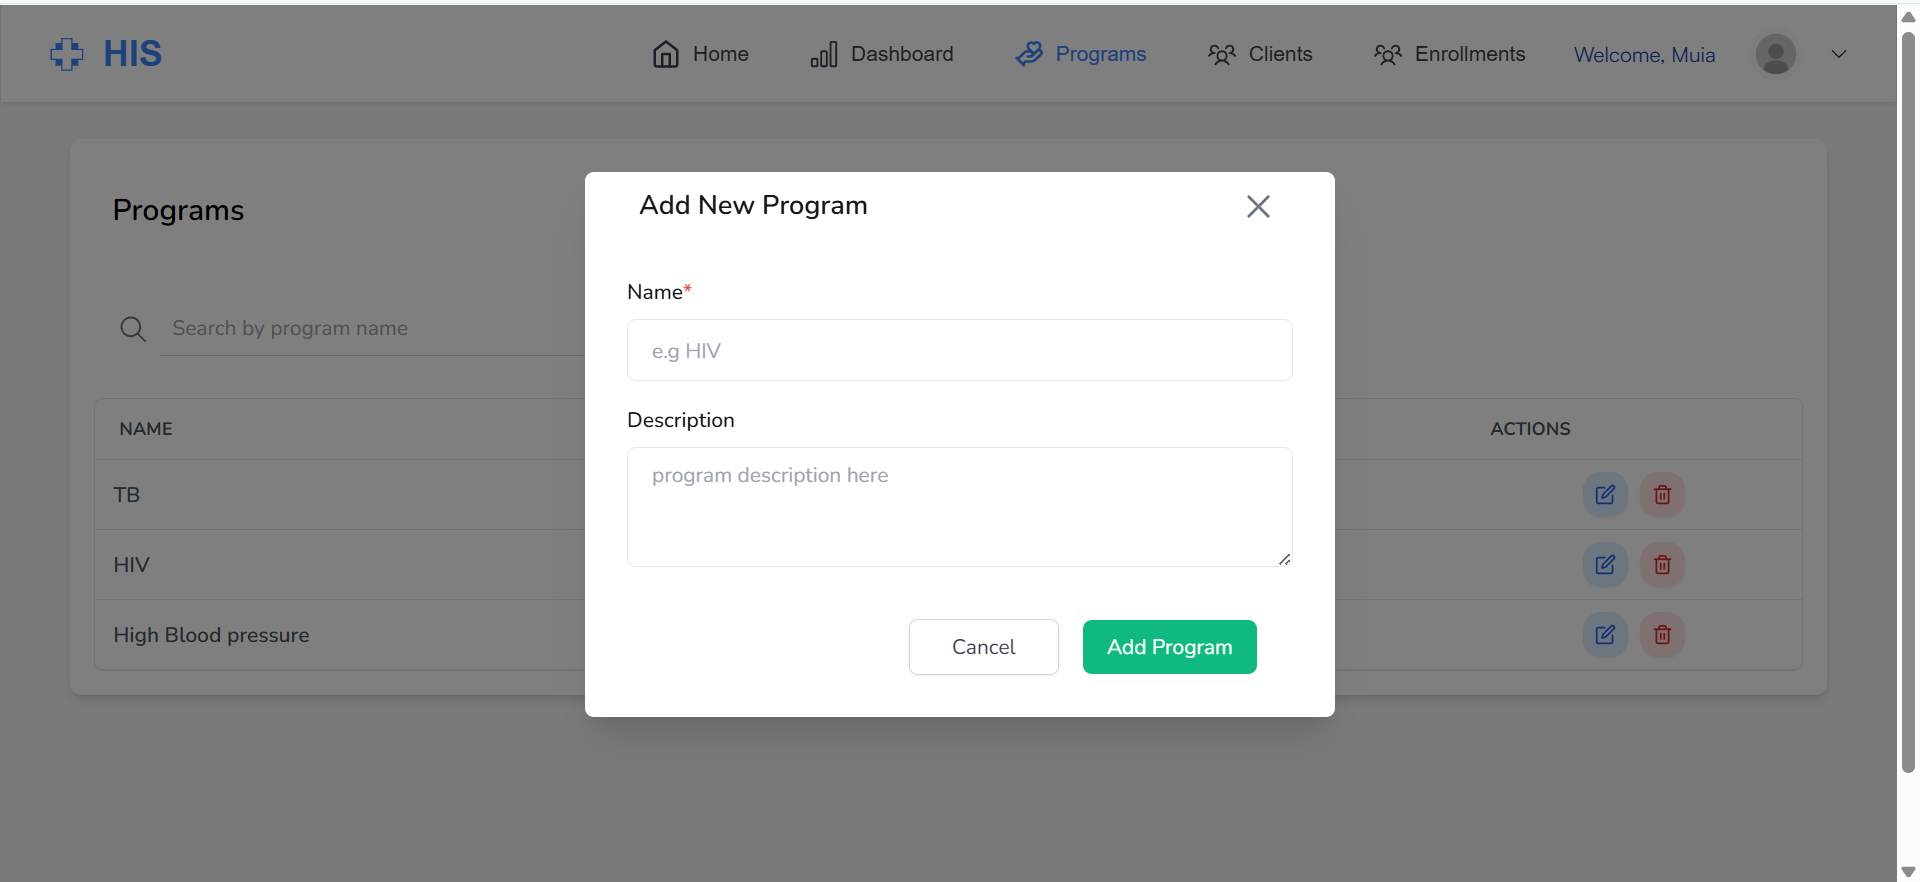 HIS
Home
Dashboard
Programs
Clients
Enrollments
Welcome, Muia
Programs
Search by program name
NAME
ACTIONS
TB
HIV
High Blood pressure
Add New Program
Name*
e.g HIV
Description
program description here
Cancel
Add Program